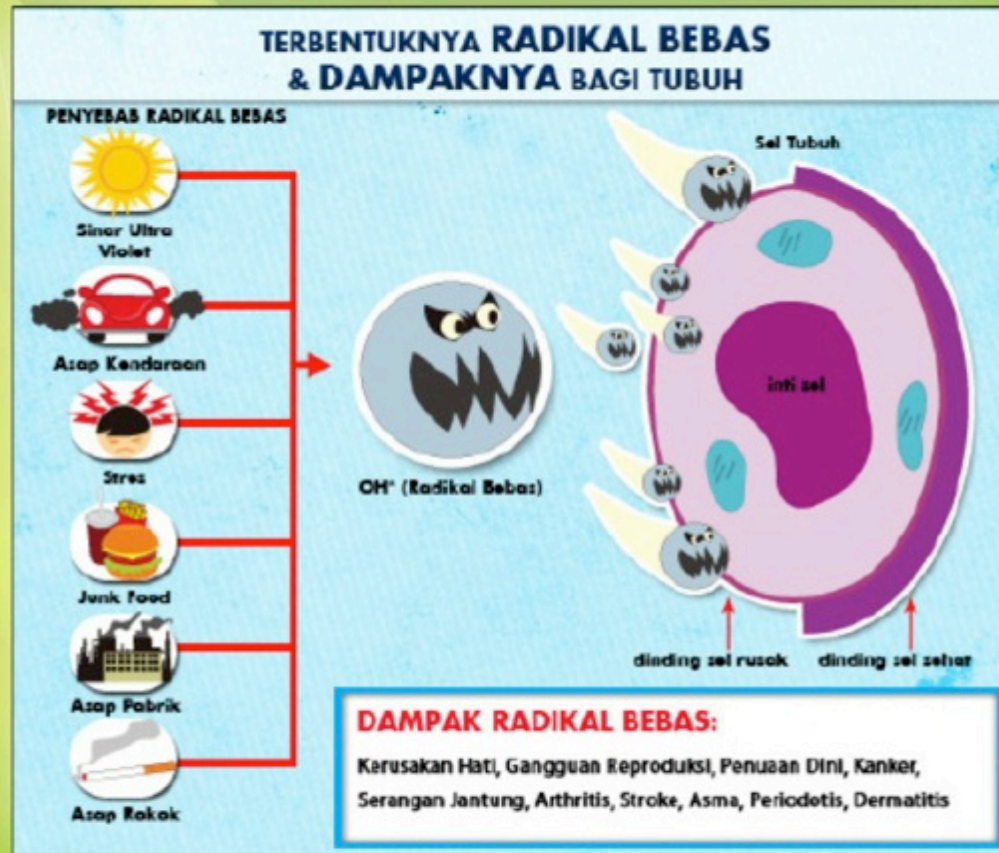 TERBENTUKNYA RADIKAL BEBAS
& DAMPAKNYA BAGI TUBUH
PENYEBAB RADIKAL BEBAS
Sinar Ultra
Violet
Asap Kendaraan
Stres
Junk Food
Asap Pabrik
Asap Rokok
OH* (Radikal Bebas)
Sel Tubuh
inti sel
dinding sel rusak
dinding sel sehat
DAMPAK RADIKAL BEBAS:
Kerusakan Hati, Gangguan Reproduksi, Penuaan Dini, Kanker,
Serangan Jantung, Arthritis, Stroke, Asma, Periodotis, Dermatitis